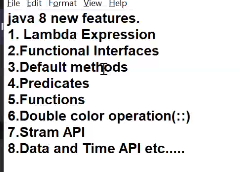 File Edit Format View Help
java 8 new features.
1. Lambda Expression
2.Functional Interfaces
3.Default methods
4.Predicates
5.Functions
6.Double color operation(::)
7.Stram API
8.Data and Time API etc.....